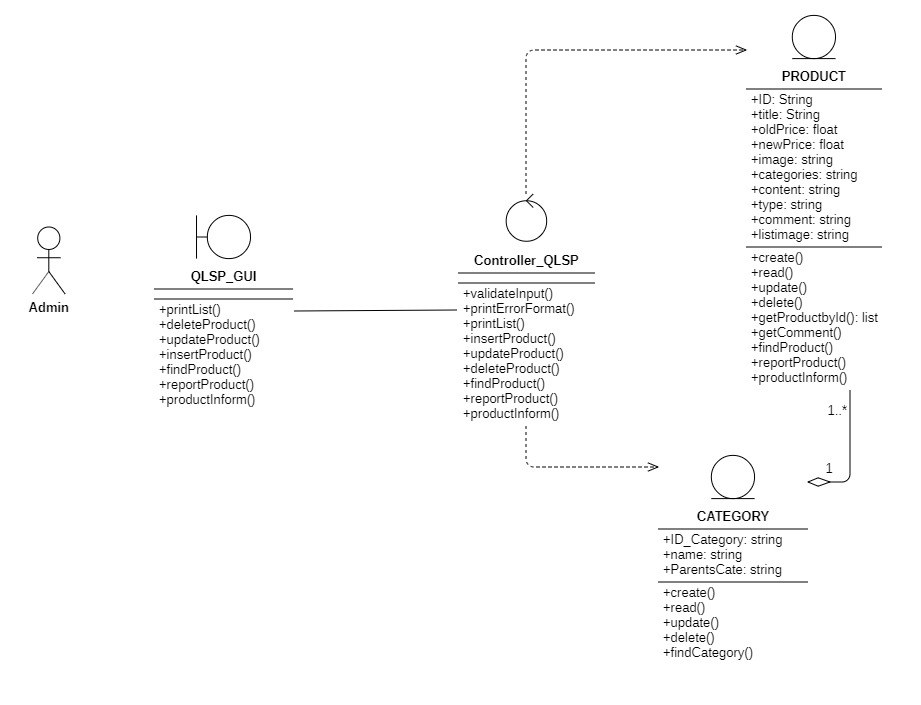 Admin
QLSP_GUI
+printList()
+deleteProduct()
+updateProduct()
+insertProduct()
+findProduct()
+reportProduct()
+productInform()
Controller_QLSP
+validateInput()
+printErrorFormat()
+printList()
+insertProduct()
+updateProduct()
+deleteProduct()
+findProduct()
+reportProduct()
+productInform()
PRODUCT
+ID: String
+title: String
+oldPrice: float
+newPrice: float
+image: string
+categories: string
+content: string
+type: string
+comment: string
+listimage: string
+create()
+read()
+update()
+delete()
+getProductbyId(): list
+getComment()
+findProduct()
+reportProduct()
+productInform()
1..*
1
CATEGORY
+ID_Category: string
+name: string
+ParentsCate: string
+create()
+read()
+update()
+delete()
+findCategory()